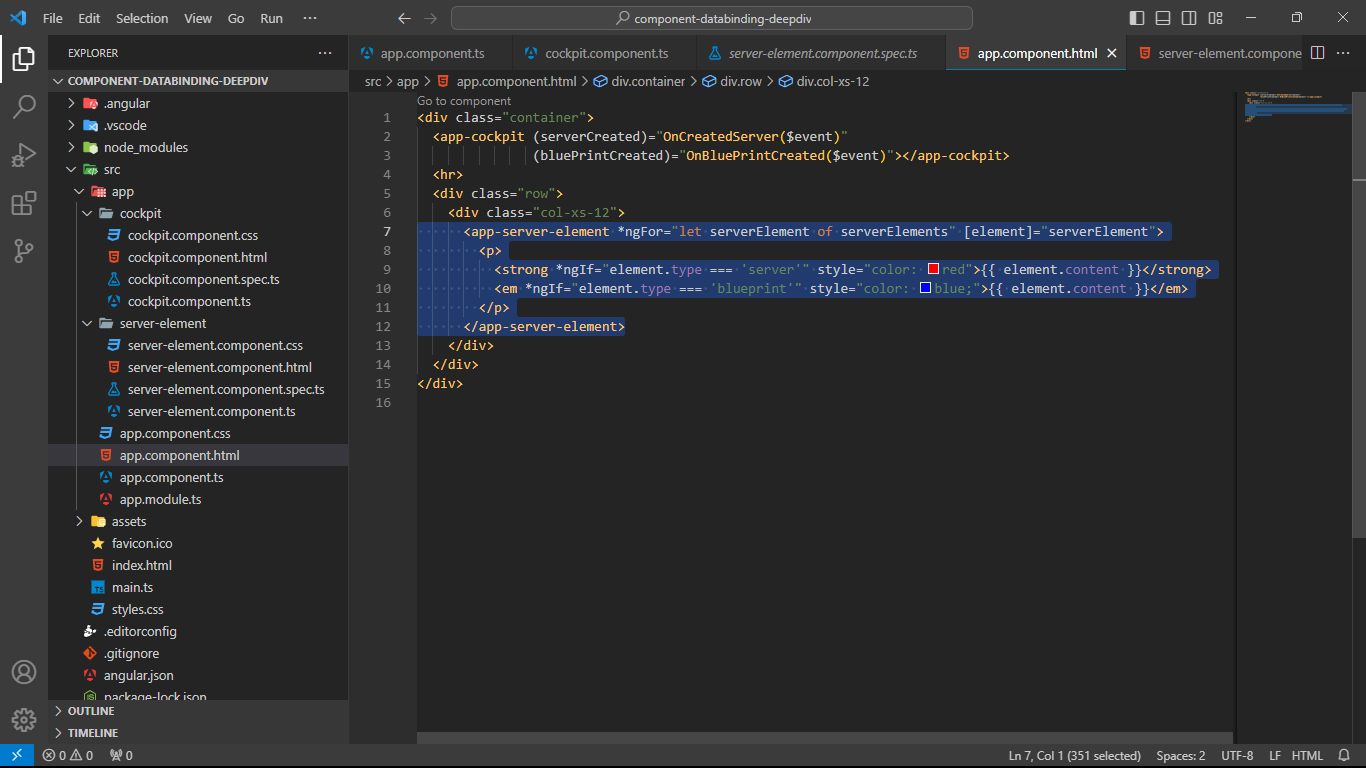 File Edit Selection View Go Run ··· component-databinding-deepdiv
EXPLORER ···
COMPONENT-DATABINDING-DEEPDIV
.angular
.vscode
node_modules
src
app
cockpit
cockpit.component.css
cockpit.component.html
cockpit.component.spec.ts
cockpit.component.ts
server-element
server-element.component.css
server-element.component.html
server-element.component.spec.ts
server-element.component.ts
app.component.css
app.component.html
app.component.ts
app.module.ts
assets
favicon.ico
index.html
TS main.ts
styles.css
.editorconfig
.gitignore
angular.json
package-lock.json
OUTLINE
TIMELINE
app.component.ts cockpit.component.ts server-element.component.spec.ts app.component.html server-element.compone ···
src > app > app.component.html > div.container > div.row > div.col-xs-12
Go to component
1 <div class="container">
2 <app-cockpit (serverCreated)="OnCreatedServer($event)"
3 (bluePrintCreated)="OnBluePrintCreated($event)"></app-cockpit>
4 <hr>
5 <div class="row">
6 <div class="col-xs-12">
7 <app-server-element *ngFor="let serverElement of serverElements" [element]="serverElement">
8 <p>
9 <strong *ngIf="element.type === 'server'" style="color: red">{{ element.content }}</strong>
10 <em *ngIf="element.type === 'blueprint'" style="color: blue;">{{ element.content }}</em>
11 </p>
12 </app-server-element>
13 </div>
14 </div>
15 </div>
16
0 0 0 Ln 7, Col 1 (351 selected) Spaces: 2 UTF-8 LF HTML